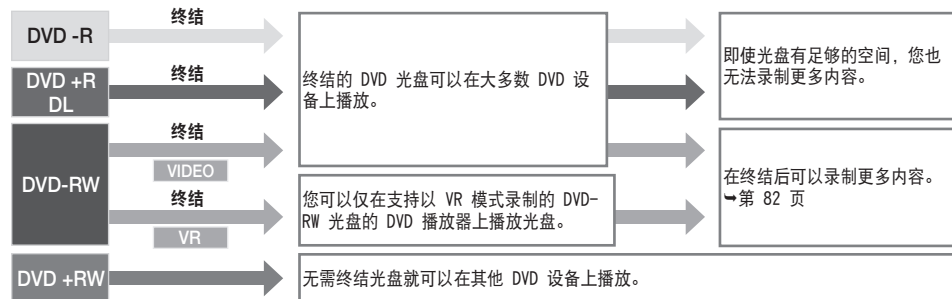 终结
DVD -R
终结的 DVD 光盘可以在大多数 DVD 设
备上播放。
即使光盘有足够的空间，您也
无法录制更多内容。
终结
DVD +R
DL
终结
VIDEO
DVD-RW
在终结后可以录制更多内容。
➥第 82 页
终结
VR
您可以仅在支持以 VR 模式录制的 DVD-
RW 光盘的 DVD 播放器上播放光盘。
DVD +RW
无需终结光盘就可以在其他 DVD 设备上播放。